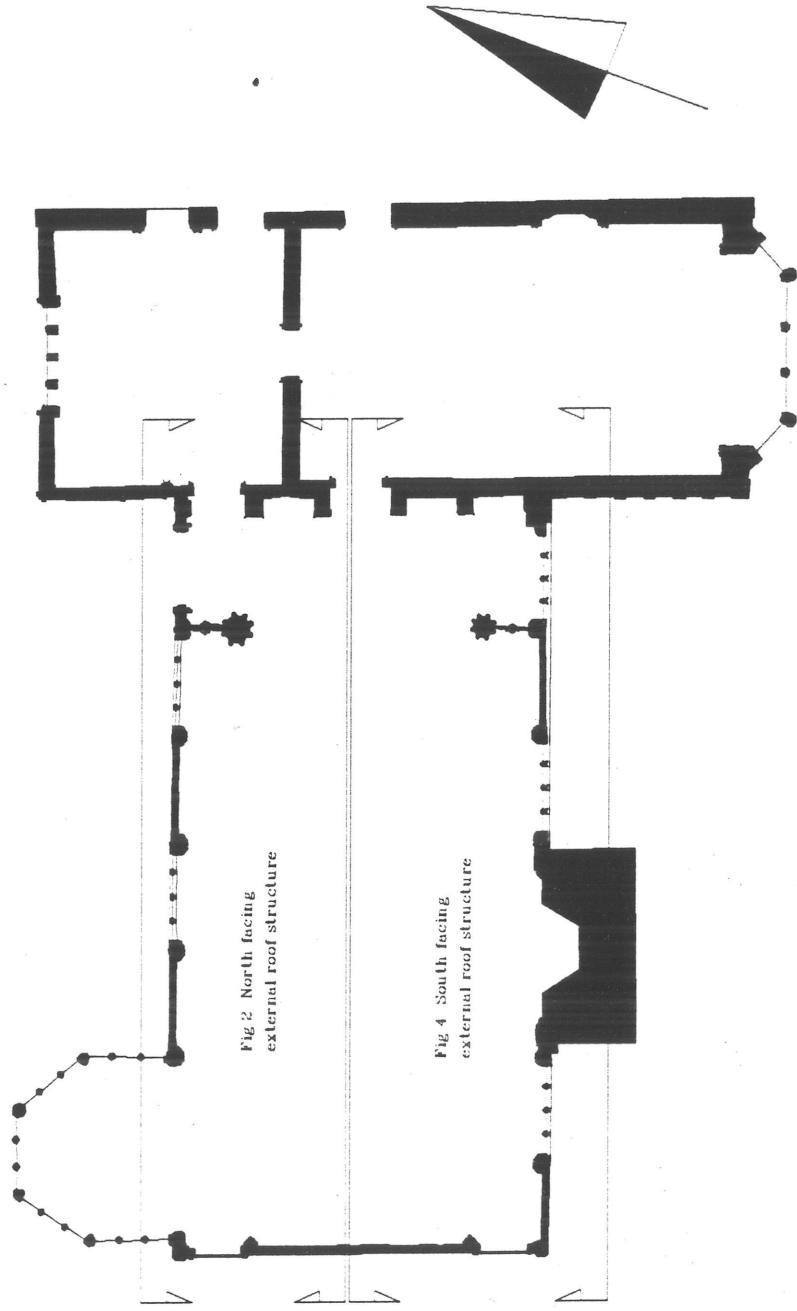 Fig 2 North facing
external roof structure
Fig 4 South facing
external roof structure